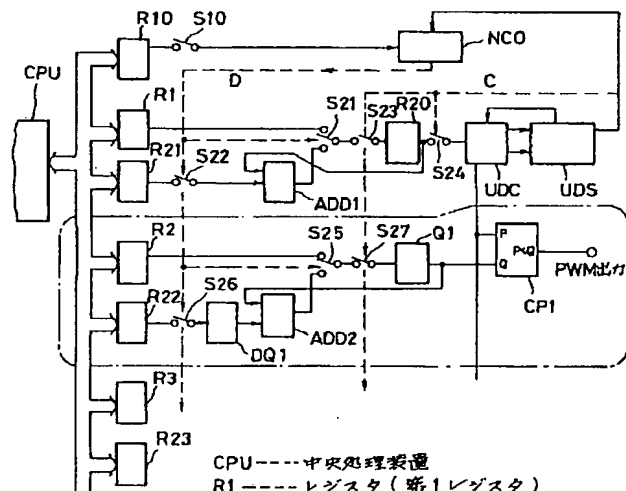 R10
S10
NCO
CPU
D
C
R1
S21
S23
R20
R21
S22
S24
UDC
UDS
ADD1
R2
S25
S27
Q1
P
P<Q
Q
PWM出力
CP1
R22
S26
DQ1
ADD2
R3
R23
CPU----中央処理装置
R1----レジスタ(第1レジスタ)